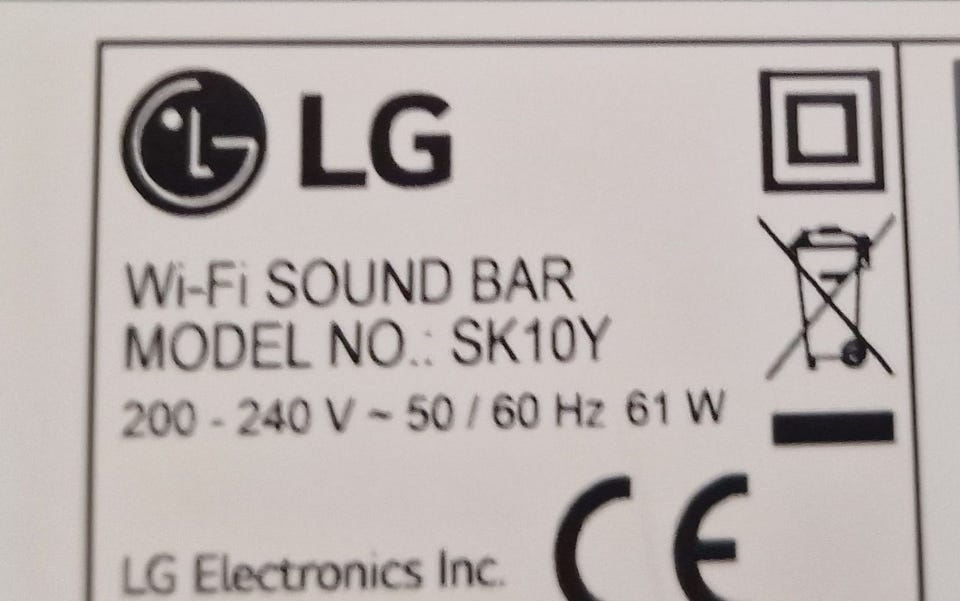 LG
Wi-Fi SOUND BAR
MODEL NO.: SK10Y
200 - 240 V ~ 50 / 60 Hz 61 W
CE
LG Electronics Inc.